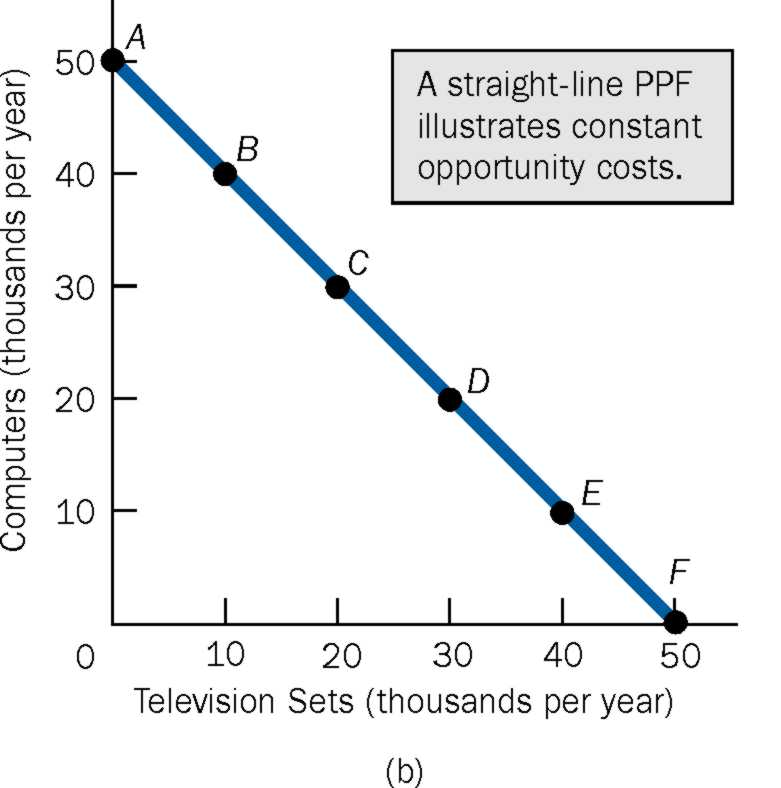 A
50
A straight-line PPF
illustrates constant
opportunity costs.
B
40
C
30
D
20
E
10
F
0 10 20 30 40 50
Computers (thousands per year)
Television Sets (thousands per year)
(b)